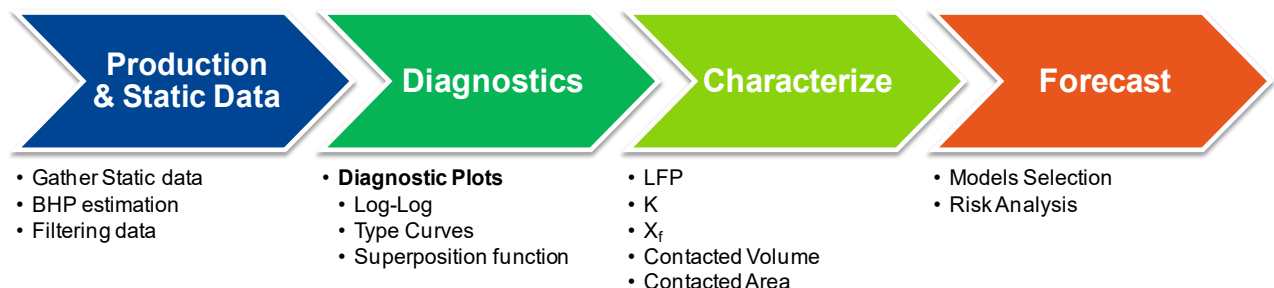 Production
& Static Data
Diagnostics
Characterize
Forecast
• Gather Static data
• BHP estimation
• Filtering data
• Diagnostic Plots
• Log-Log
• Type Curves
• Superposition function
• LFP
• K
• Xf
• Contacted Volume
• Contacted Area
• Models Selection
• Risk Analysis